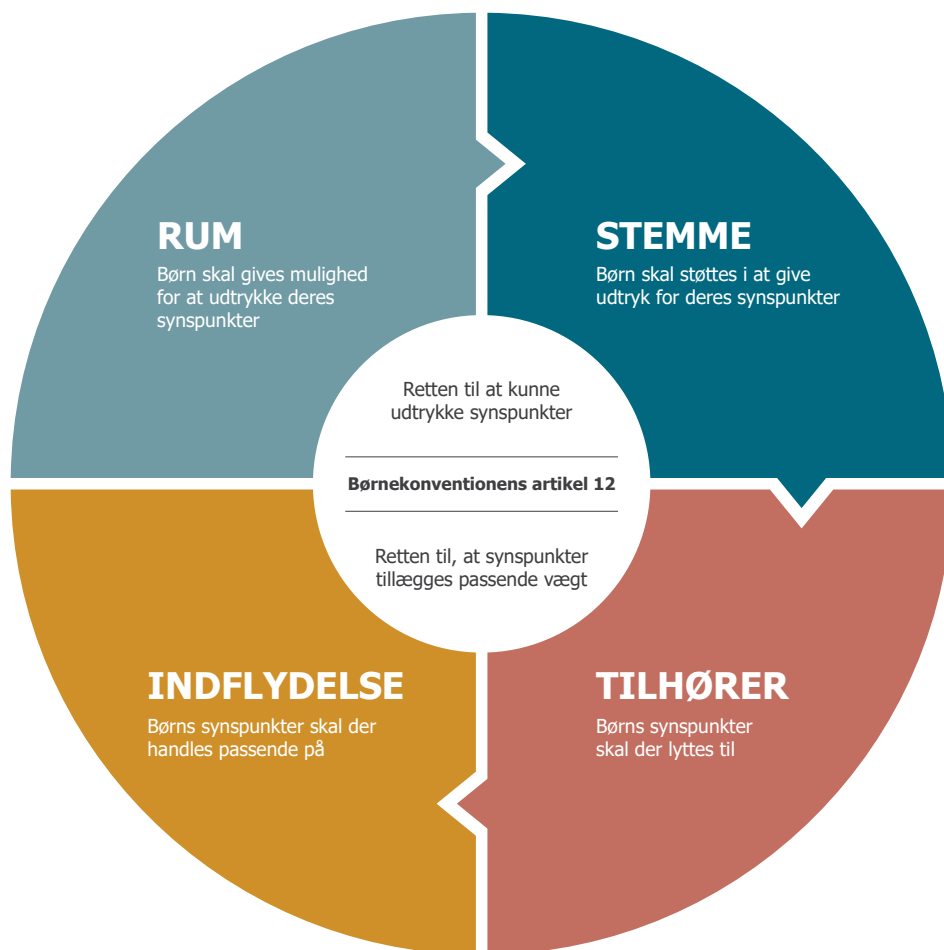 RUM
Børn skal gives mulighed
for at udtrykke deres
synspunkter
STEMME
Børn skal støttes i at give
udtryk for deres synspunkter
Retten til at kunne
udtrykke synspunkter
Børnekonventionens artikel 12
Retten til, at synspunkter
tillægges passende vægt
INDFLYDELSE
Børns synspunkter skal der
handles passende på
TILHØRER
Børns synspunkter
skal der lyttes til